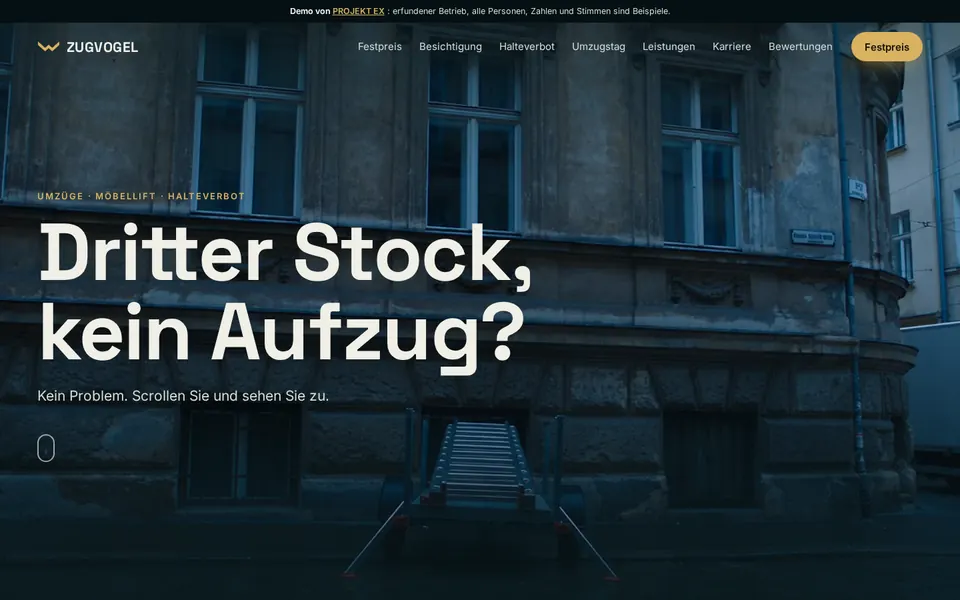 Demo von PROJEKT EX : erfundener Betrieb, alle Personen, Zahlen und Stimmen sind Beispiele.
ZUGVOGEL
Festpreis
Besichtigung
Halteverbot
Umzugstag
Leistungen
Karriere
Bewertungen
Festpreis
UMZÜGE · MÖBELLIFT · HALTEVERBOT
Dritter Stock,
kein Aufzug?
Kein Problem. Scrollen Sie und sehen Sie zu.